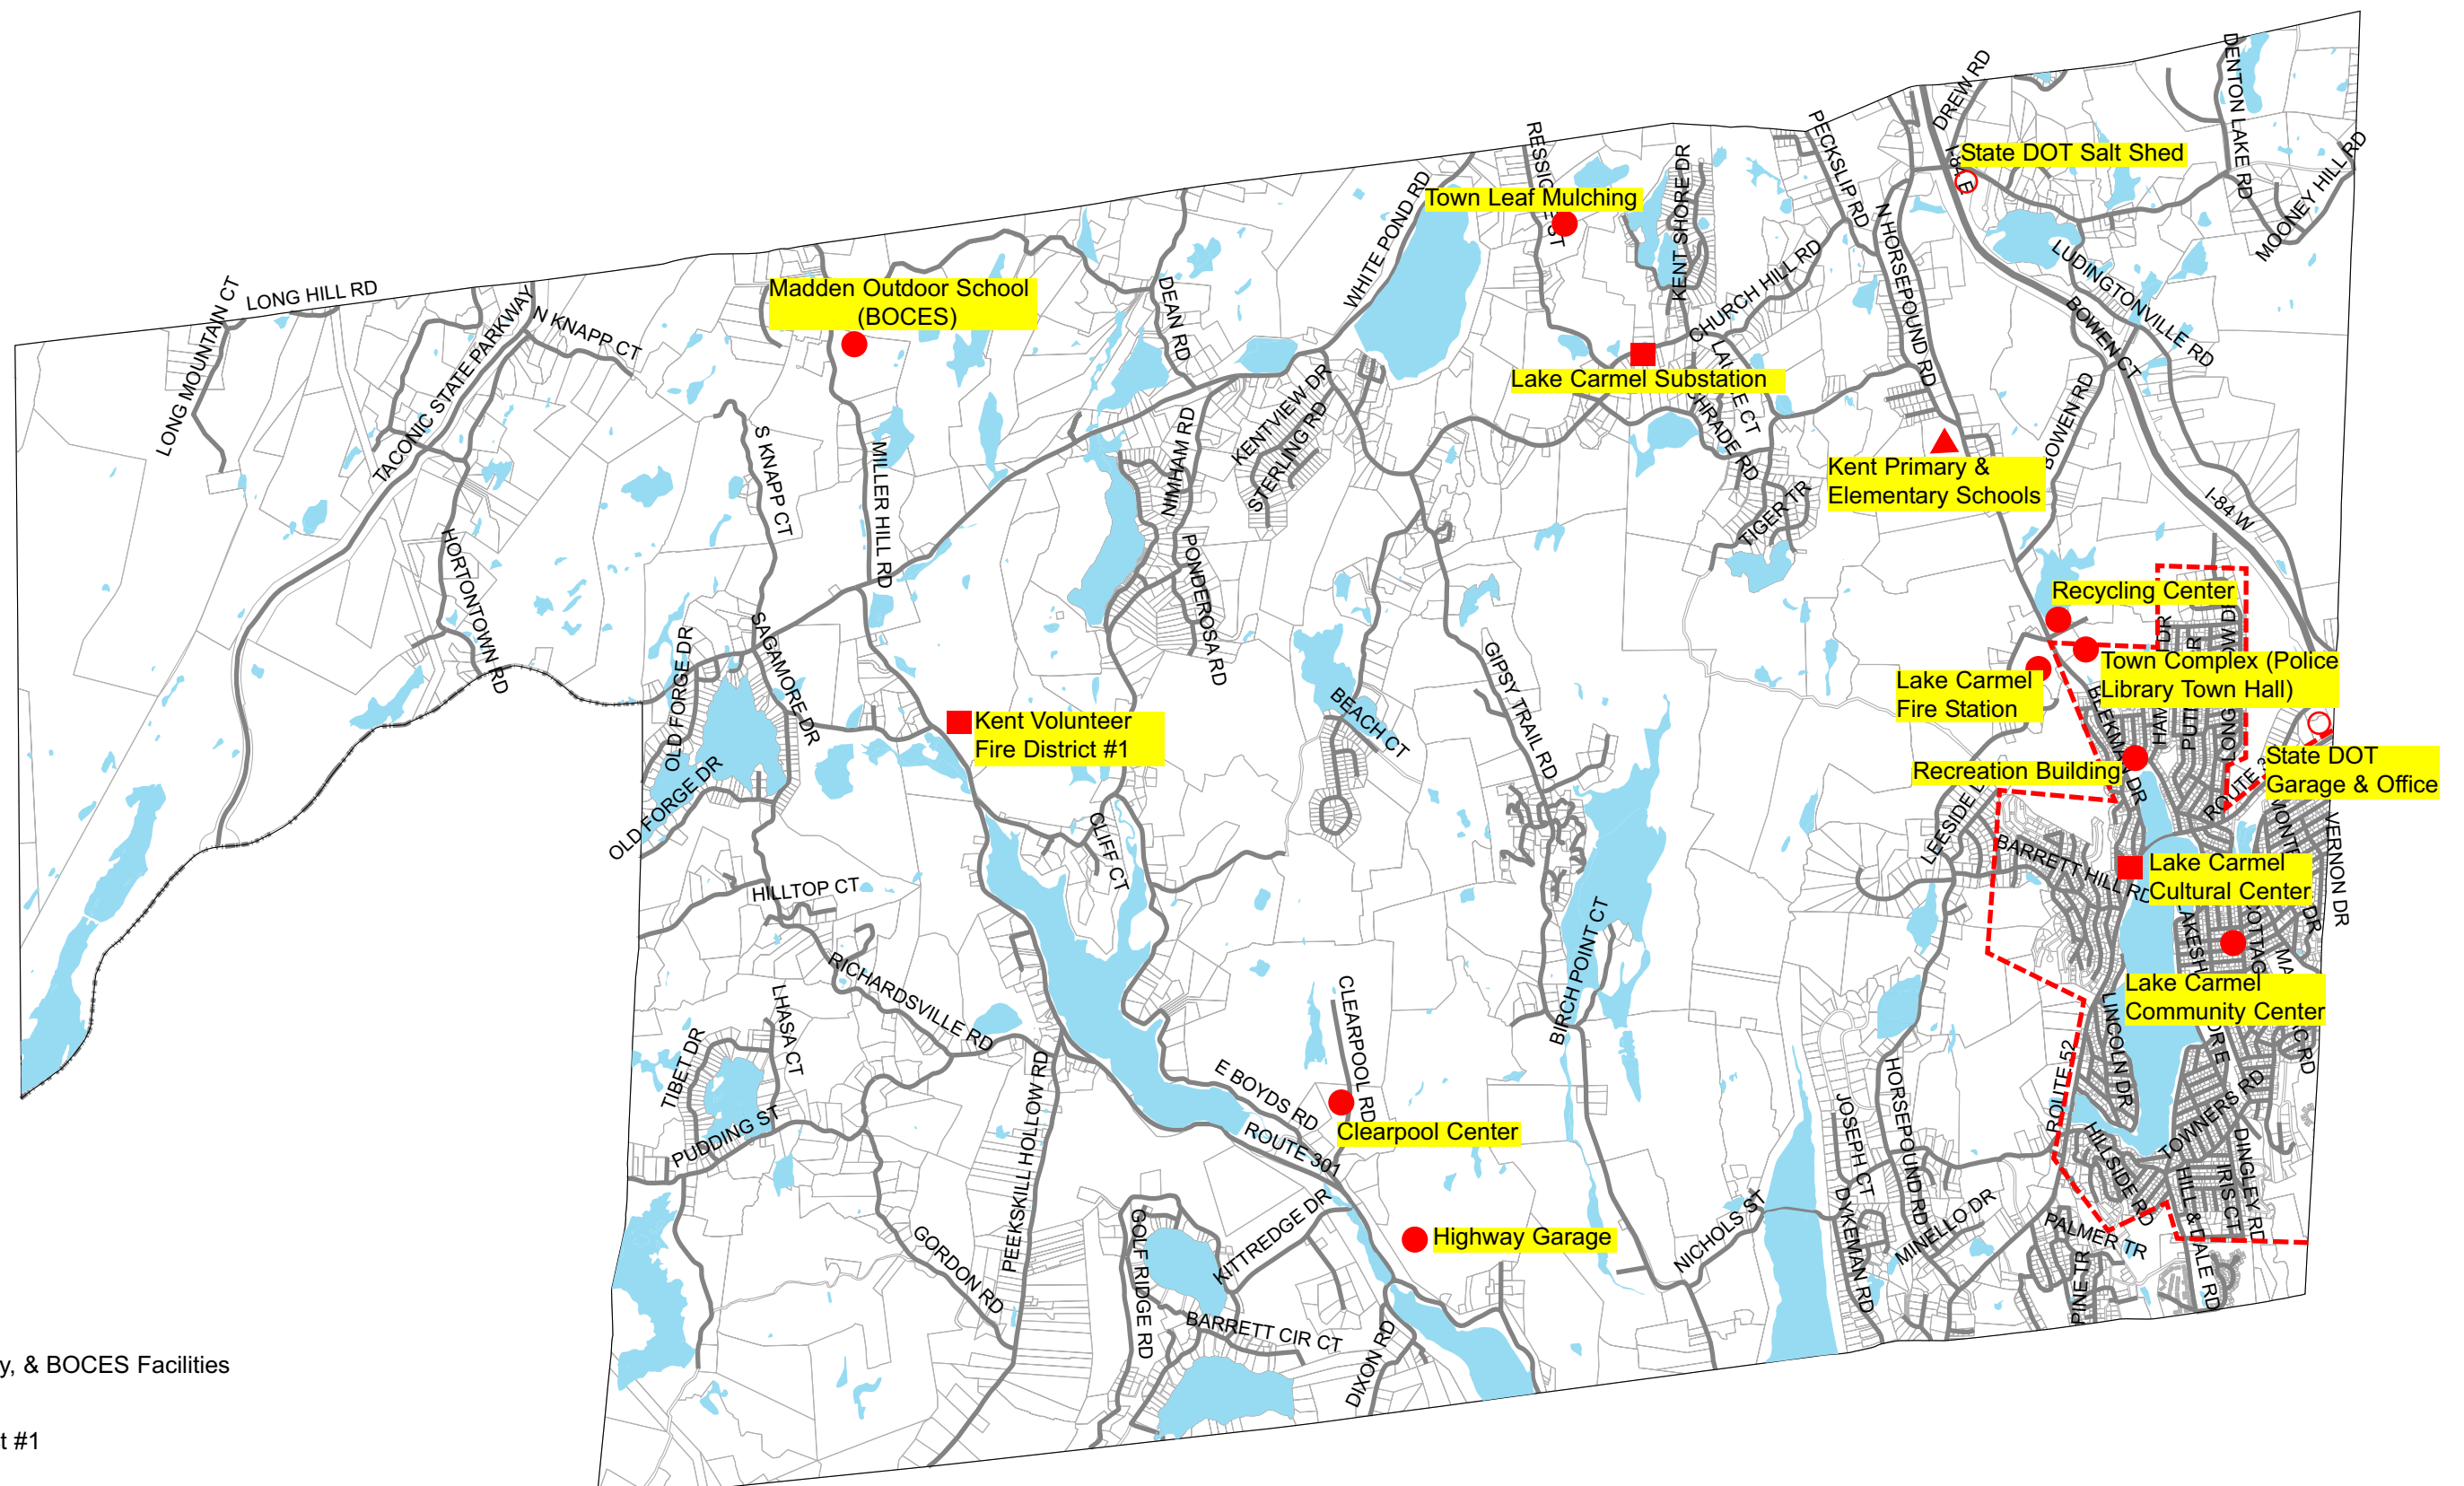 DENTON LAKE RD
DREW RD
MOONEY HILL RD
State DOT Salt Shed
I-84 E
PECKSLIP RD
KENT SHORE DR
Town Leaf Mulching
WHITE POND RD
N HORSEPOUND RD
CHURCH HILL RD
LUDINGTONVILLE RD
BOWEN CT
LONG MOUNTAIN CT
LONG HILL RD
N KNAPP CT
TACONIC STATE PARKWAY
Madden Outdoor School
(BOCES)
DEAN RD
Lake Carmel Substation
BOWEN RD
KENTVIEW DR
STERLING RD
NIMHAM RD
S KNAPP CT
MILLER HILL RD
Kent Primary &
Elementary Schools
TIGER TR
I-84 W
HORTONTOWN RD
PONDEROSA RD
Recycling Center
OLD FORGE DR
SAGAMORE DR
GIPSY TRAIL RD
BEACH CT
Town Complex (Police
Library Town Hall)
Lake Carmel
Fire Station
Kent Volunteer
Fire District #1
State DOT
Garage & Office
Recreation Building
OLD FORGE DR
CLIFF CT
BARRETT HILL RD
VERNON DR
Lake Carmel
Cultural Center
HILLTOP CT
RICHARDSVILLE RD
LHASA CT
TIBET DR
PUDDING ST
CLEARPOOL RD
BIRCH POINT CT
Lake Carmel
Community Center
LINCOLN DR
ROUTE 52
HORSEPOUND RD
JOSEPH CT
E BOYDS RD
ROUTE 301
Clearpool Center
PEEKSKILL HOLLOW RD
TOWNERS RD
HILLSIDE RD
DINGLEY RD
IRIS CT
HILL & DALE RD
PALMER TR
PINE TR
MINELLO DR
DYKEMAN RD
NICHOLS ST
Highway Garage
KITTREDGE DR
GOLF RIDGE RD
GORDON RD
BARRETT CIR CT
DIXON RD
y, & BOCES Facilities
t #1